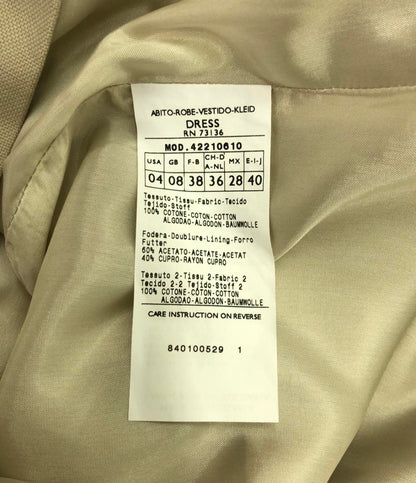 ABITO-ROBE-VESTIDO-KLEID
DRESS
RN 73136
MOD.42210610
USA GB F-B CH-D A-NL MX E-I-J
04 08 38 36 28 40
Tessuto-Tissu-Fabric-Tecido
Tejido-Stoff
100% COTONE-COTON-COTTON
ALGODAO-ALGODON-BAUMWOLLE
Fodera-Doublure-Lining-Forro
Futter
60% ACETATO-ACETATE-ACETAT
40% CUPRO-RAYON CUPRO
Tessuto 2-Tissu 2-Fabric 2
Tecido 2-2 Tejido-Stoff 2
100% COTONE-COTON-COTTON
ALGODAO-ALGODON-BAUMWOLLE
CARE INSTRUCTION ON REVERSE
840100529 1